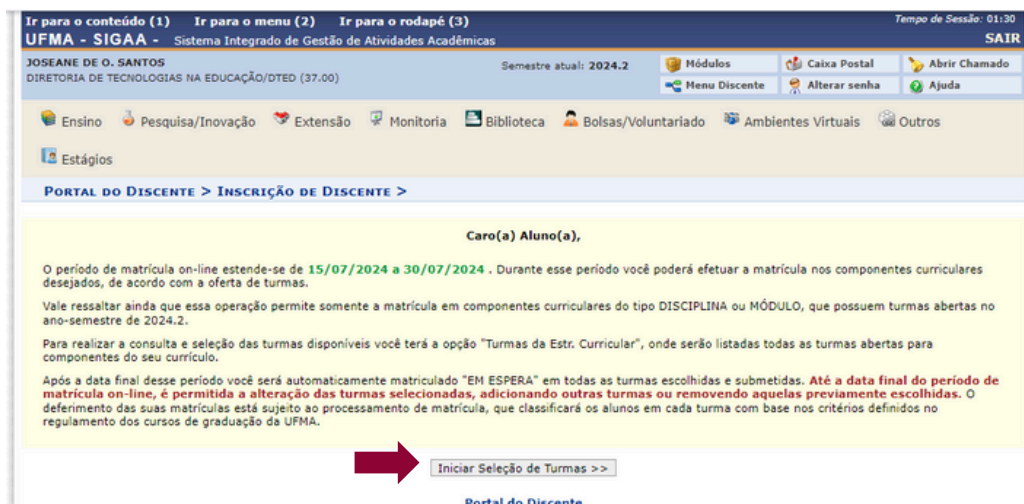 Ir para o conteúdo (1) Ir para o menu (2) Ir para o rodapé (3) Tempo de Sessão: 01:30
UFMA - SIGAA - Sistema Integrado de Gestão de Atividades Acadêmicas SAIR
JOSEANE DE O. SANTOS Semestre atual: 2024.2 Módulos Caixa Postal Abrir Chamado
DIRETORIA DE TECNOLOGIAS NA EDUCAÇÃO/DTED (37.00) Menu Discente Alterar senha Ajuda
Ensino Pesquisa/Inovação Extensão Monitoria Biblioteca Bolsas/Voluntariado Ambientes Virtuais Outros
Estágios
PORTAL DO DISCENTE > INSCRIÇÃO DE DISCENTE >
Caro(a) Aluno(a),
O período de matrícula on-line estende-se de 15/07/2024 a 30/07/2024 . Durante esse período você poderá efetuar a matrícula nos componentes curriculares
desejados, de acordo com a oferta de turmas.
Vale ressaltar ainda que essa operação permite somente a matrícula em componentes curriculares do tipo DISCIPLINA ou MÓDULO, que possuem turmas abertas no
ano-semestre de 2024.2.
Para realizar a consulta e seleção das turmas disponíveis você terá a opção "Turmas da Estr. Curricular", onde serão listadas todas as turmas abertas para
componentes do seu currículo.
Após a data final desse período você será automaticamente matriculado "EM ESPERA" em todas as turmas escolhidas e submetidas. Até a data final do período de
matrícula on-line, é permitida a alteração das turmas selecionadas, adicionando outras turmas ou removendo aquelas previamente escolhidas. O
deferimento das suas matrículas está sujeito ao processamento de matrícula, que classificará os alunos em cada turma com base nos critérios definidos no
regulamento dos cursos de graduação da UFMA.
Iniciar Seleção de Turmas >>
Portal do Discente